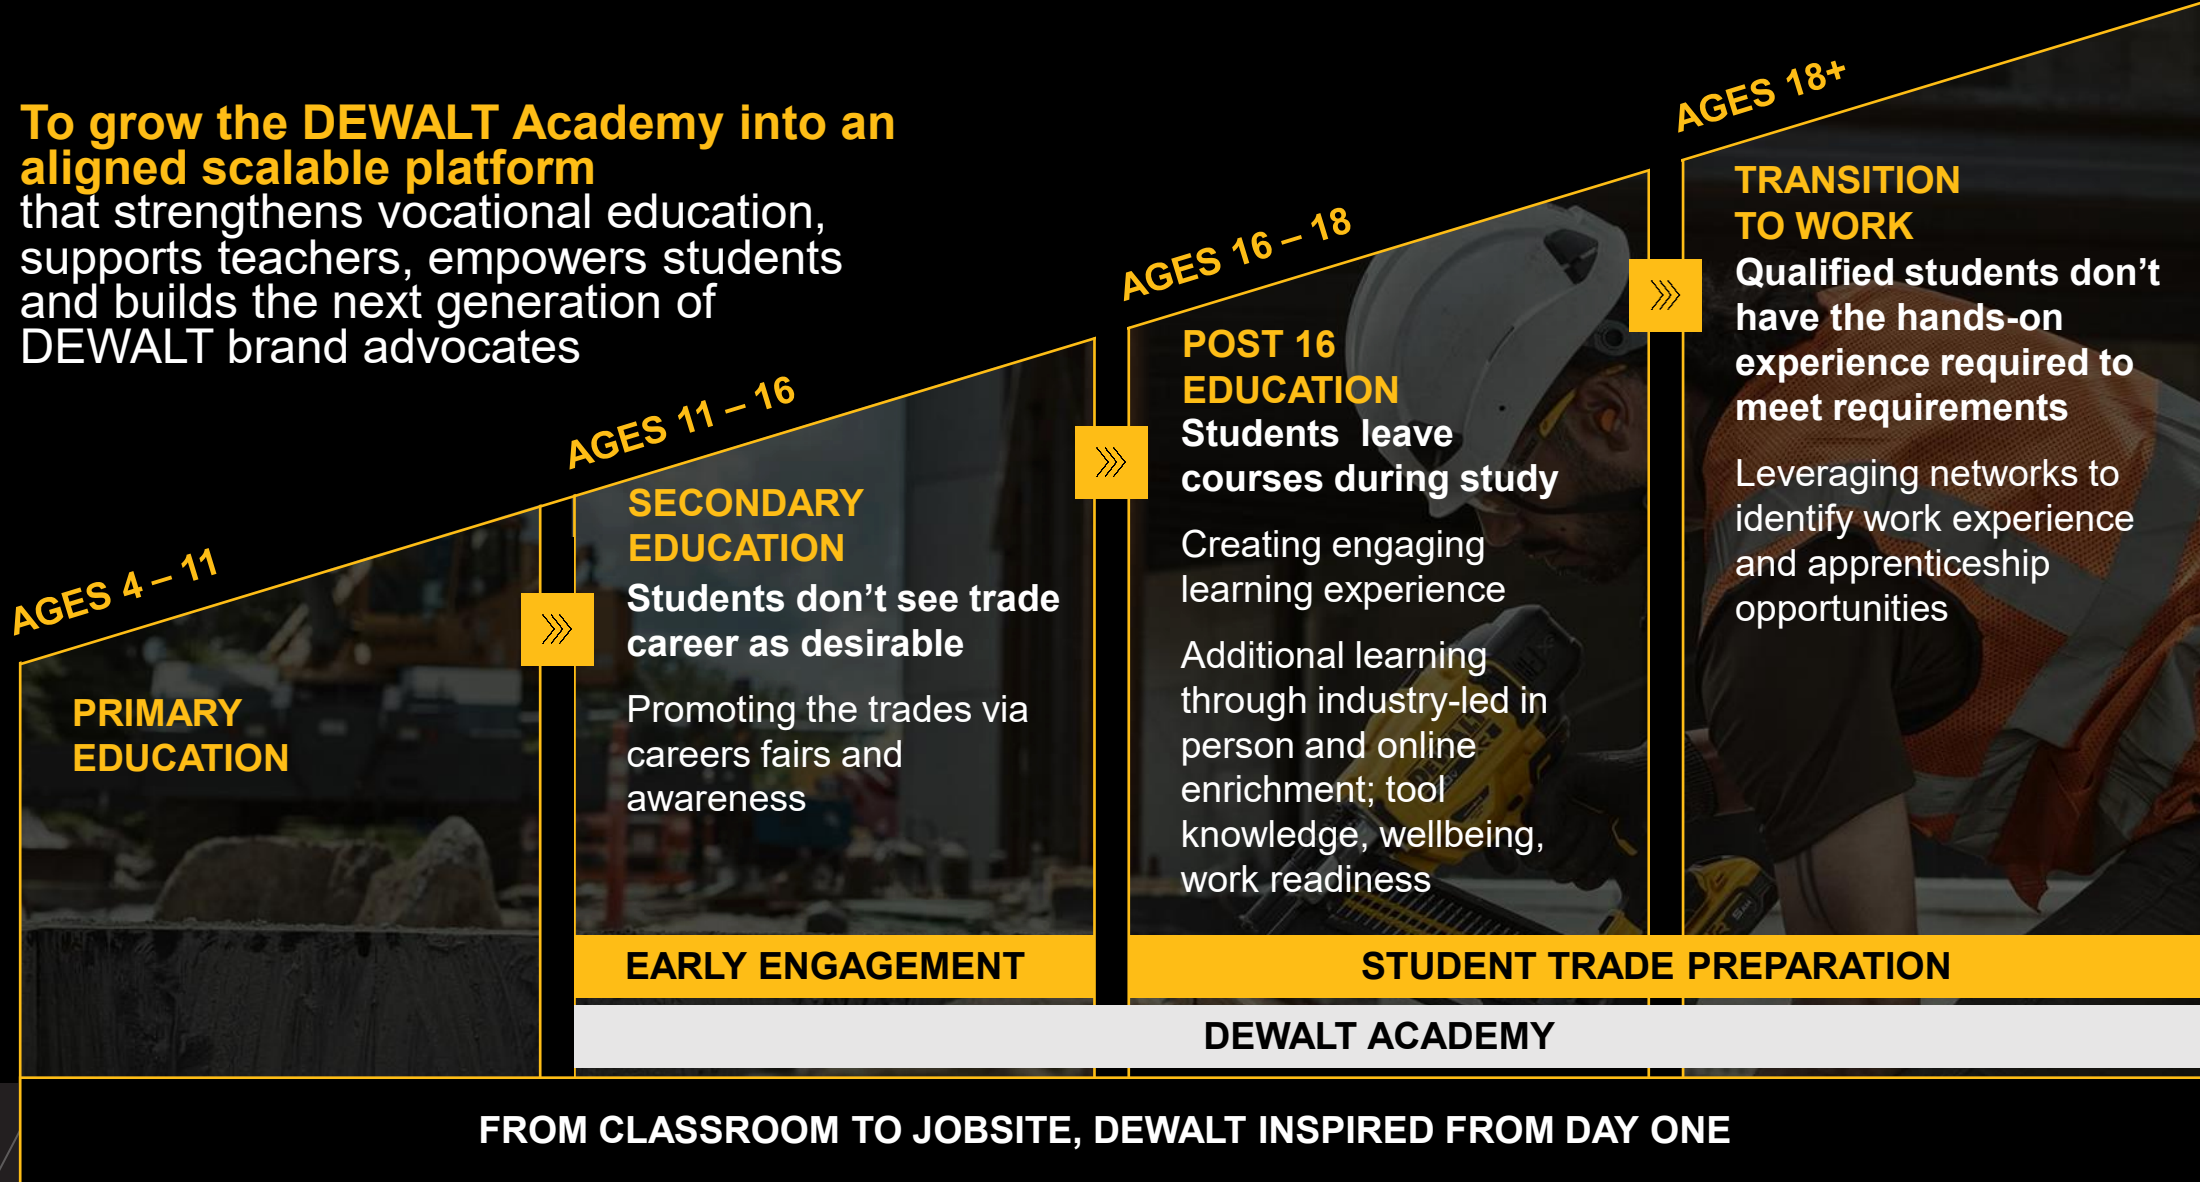 To grow the DEWALT Academy into an
aligned scalable platform
that strengthens vocational education,
supports teachers, empowers students
and builds the next generation of
DEWALT brand advocates
AGES 4 – 11
PRIMARY
EDUCATION
AGES 11 – 16
SECONDARY
EDUCATION
Students don’t see trade
career as desirable
Promoting the trades via
careers fairs and
awareness
AGES 16 – 18
POST 16
EDUCATION
Students  leave
courses during study
Creating engaging
learning experience
Additional learning
through industry-led in
person and online
enrichment; tool
knowledge, wellbeing,
work readiness
AGES 18+
TRANSITION
TO WORK
Qualified students don’t
have the hands-on
experience required to
meet requirements
Leveraging networks to
identify work experience
and apprenticeship
opportunities
EARLY ENGAGEMENT
STUDENT TRADE PREPARATION
DEWALT ACADEMY
FROM CLASSROOM TO JOBSITE, DEWALT INSPIRED FROM DAY ONE